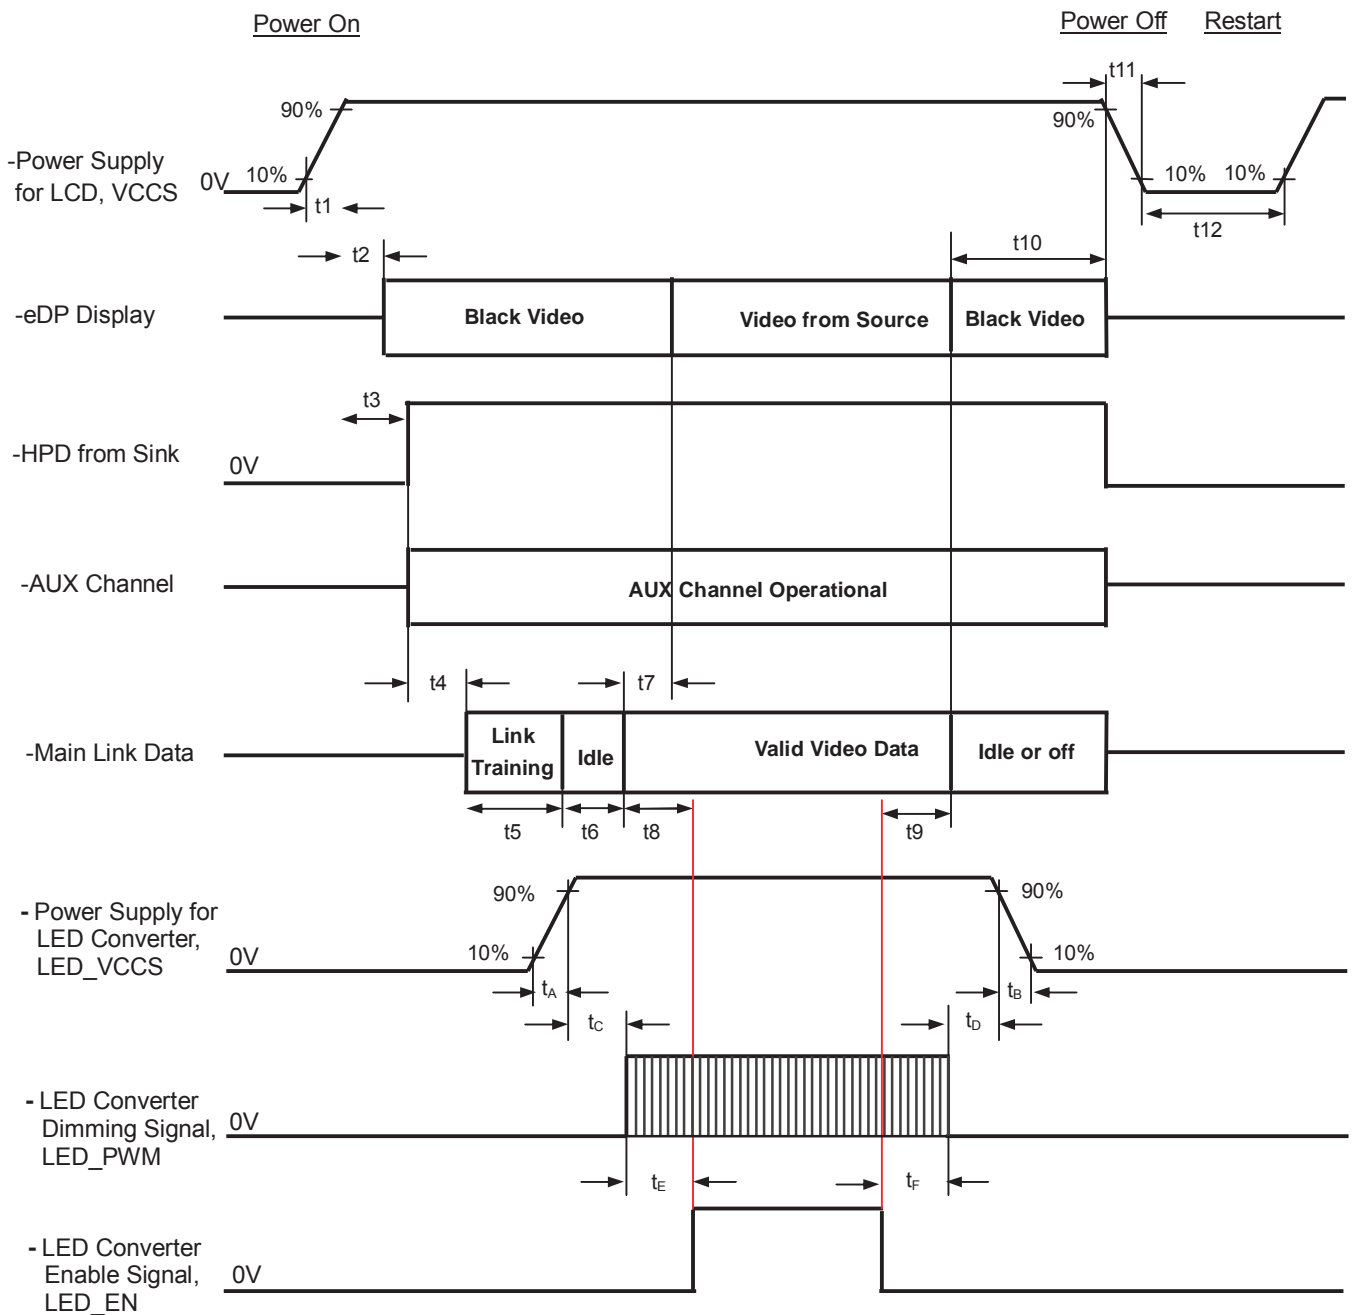 Power On
Power Off
Restart
t11
90%
90%
-Power Supply
for LCD, VCCS
0V
10%
10%
10%
t1
t12
t2
t10
-eDP Display
Black Video
Video from Source
Black Video
t3
-HPD from Sink
0V
-AUX Channel
AUX Channel Operational
t4
t7
-Main Link Data
Link
Training
Idle
Valid Video Data
Idle or off
t5
t6
t8
t9
90%
90%
- Power Supply for
LED Converter,
LED_VCCS
0V
10%
10%
tA
tB
tC
tD
- LED Converter
Dimming Signal,
LED_PWM
0V
tE
tF
- LED Converter
Enable Signal,
LED_EN
0V